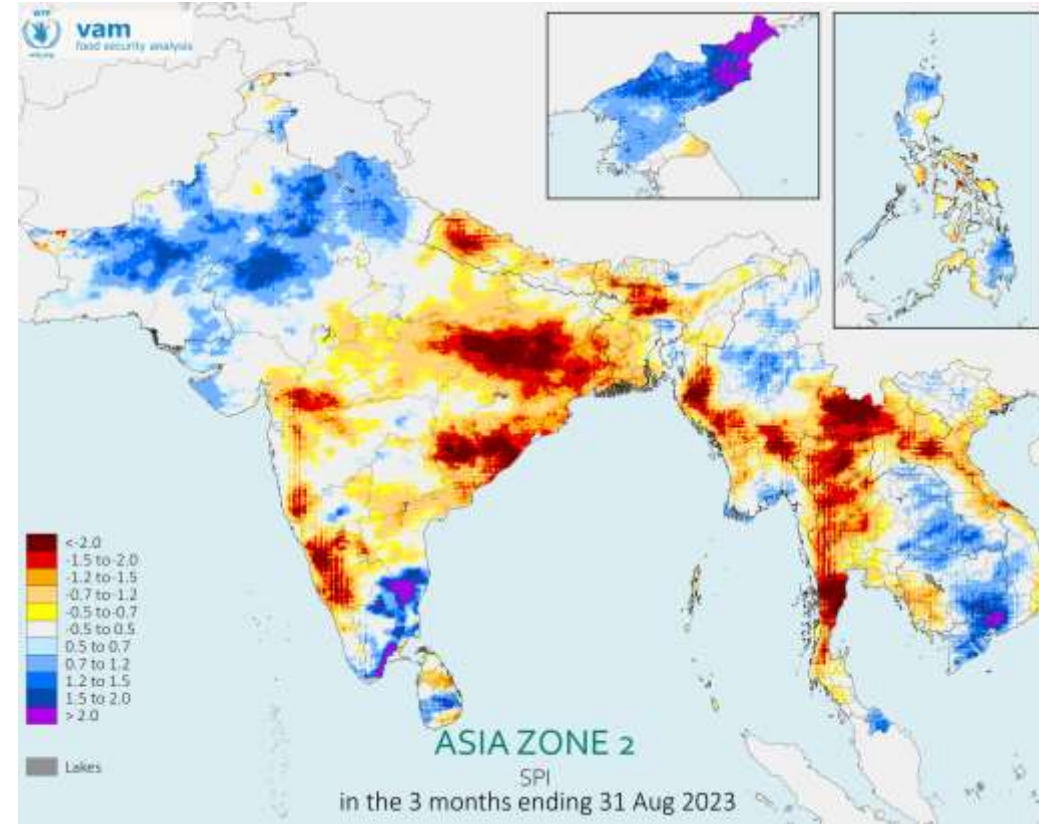 WFP
vam
food security analysis
<-2.0
-1.5 to -2.0
-1.2 to -1.5
-0.7 to -1.2
-0.5 to -0.7
-0.5 to 0.5
0.5 to 0.7
0.7 to 1.2
1.2 to 1.5
1.5 to 2.0
> 2.0
Lakes
ASIA ZONE 2
SPI
in the 3 months ending 31 Aug 2023